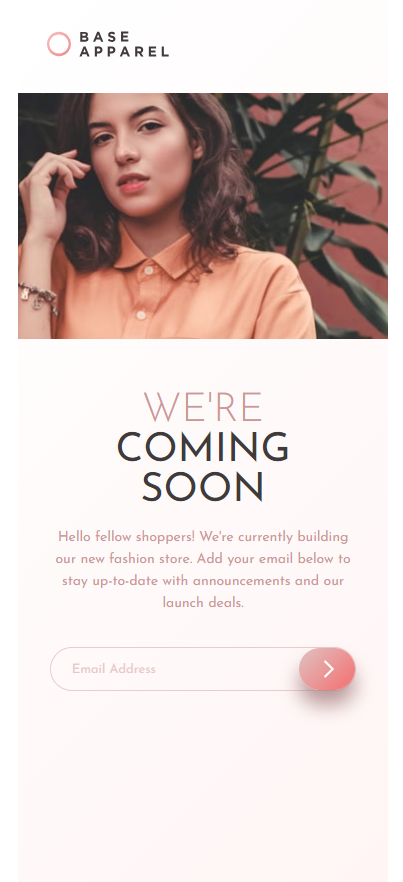 BASE
APPAREL
WE'RE
COMING
SOON
Hello fellow shoppers! We're currently building
our new fashion store. Add your email below to
stay up-to-date with announcements and our
launch deals.
Email Address